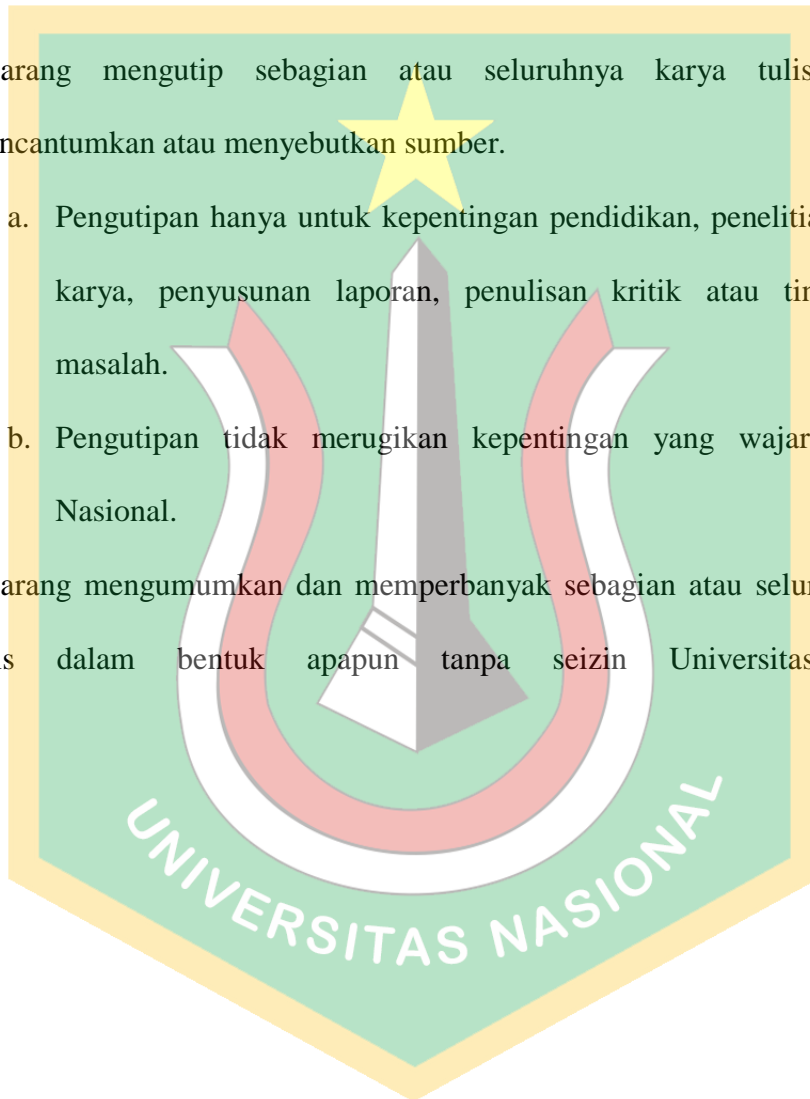 arang mengutip sebagian atau seluruhnya karya tulis
ncantumkan atau menyebutkan sumber.
a. Pengutipan hanya untuk kepentingan pendidikan, penelitia
karya, penyusunan laporan, penulisan kritik atau tin
masalah.
b. Pengutipan tidak merugikan kepentingan yang wajar
Nasional.
arang mengumumkan dan memperbanyak sebagian atau selur
s dalam bentuk apapun tanpa seizin Universitas
UNIVERSITAS NASIONAL